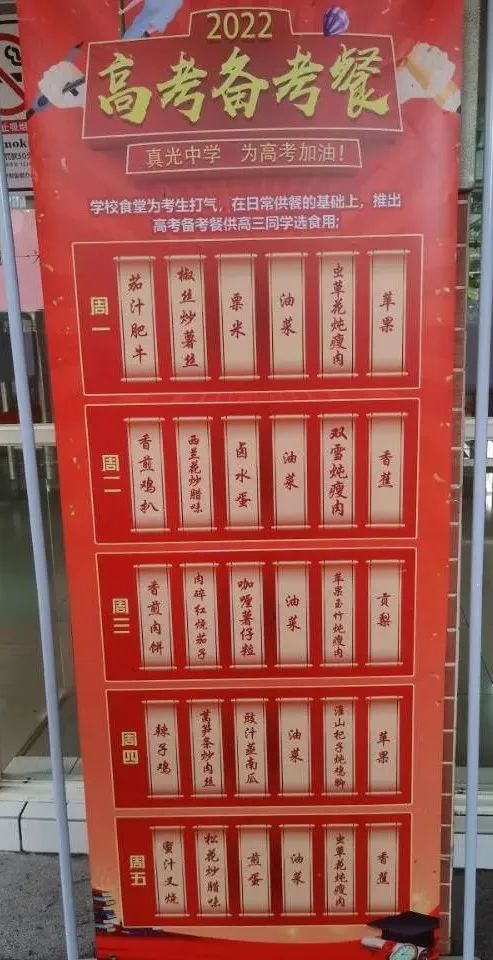 2022
高考备考餐
真光中学 为高考加油！
学校食堂为考生打气，在日常供餐的基础上，推出
高考备考餐供高三同学选食用:
周一
茄汁肥牛
椒丝炒薯丝
粟米
油菜
虫草花炖瘦肉
苹果
周二
香煎鸡扒
西兰花炒腊味
卤水蛋
油菜
双雪炖瘦肉
香蕉
周三
香煎肉饼
肉碎红烧茄子
咖喱薯仔粒
油菜
苹果玉竹炖瘦肉
贡梨
周四
辣子鸡
莴笋条炒肉丝
豉汁蒸南瓜
油菜
淮山杞子炖鸡脚
苹果
周五
蜜汁叉烧
松花炒腊味
煎蛋
油菜
虫草花炖瘦肉
香蕉